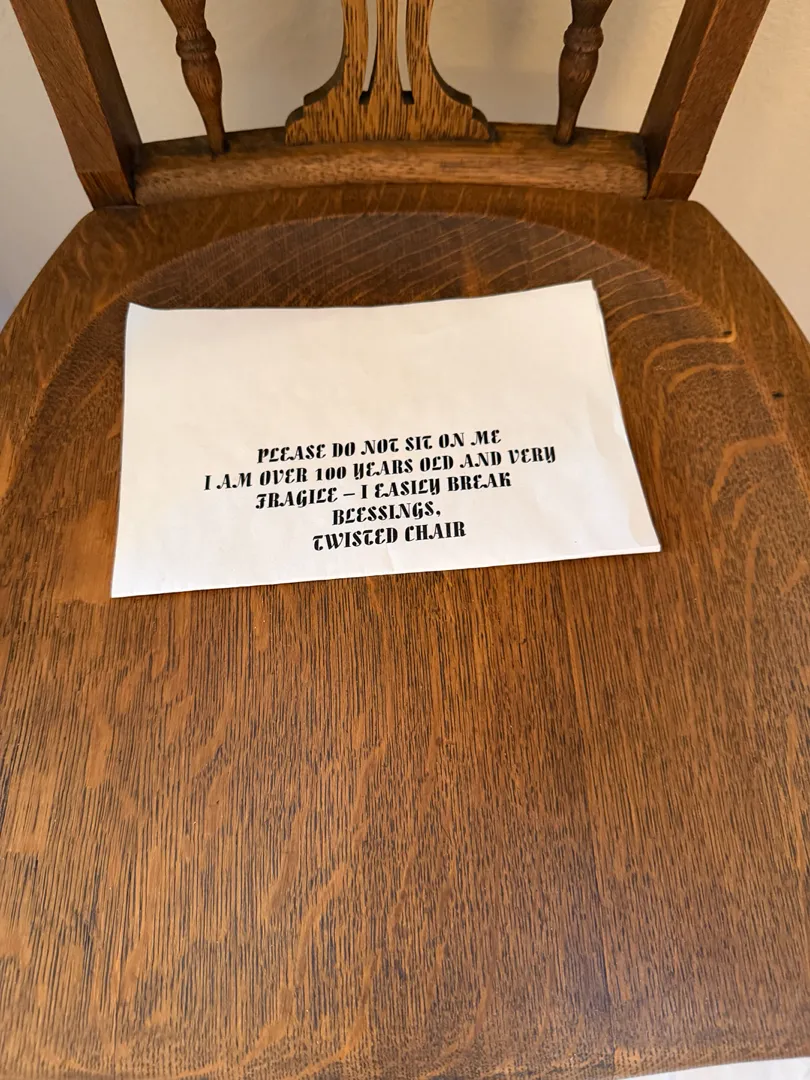 PLEASE DO NOT SIT ON ME
I AM OVER 100 YEARS OLD AND VERY
FRAGILE – I EASILY BREAK
BLESSINGS,
TWISTED CHAIR